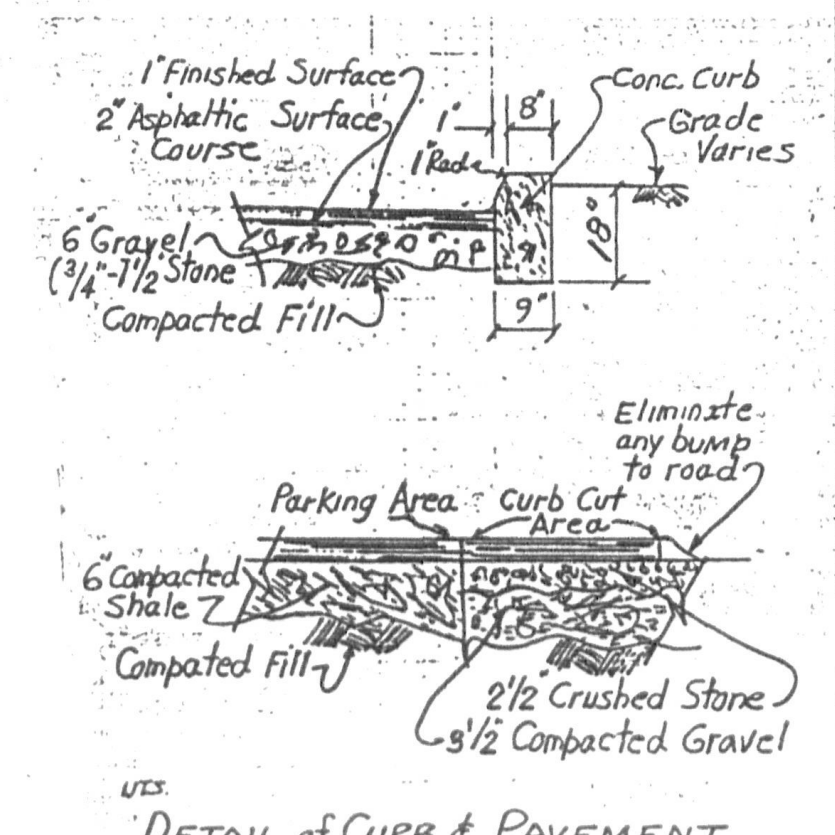 1" Finished Surface
2" Asphaltic Surface
Course
1"
8"
Conc. Curb
Grade
Varies
1" Rad.
6" Gravel
(3/4"-1 1/2" Stone
18"
Compacted Fill
9"
Eliminate
any bump
to road
Parking Area
Curb Cut
Area
6" Compacted
Shale
Compated Fill
2 1/2" Crushed Stone
3 1/2" Compacted Gravel
NTS.
DETAIL of CURB & PAVEMENT